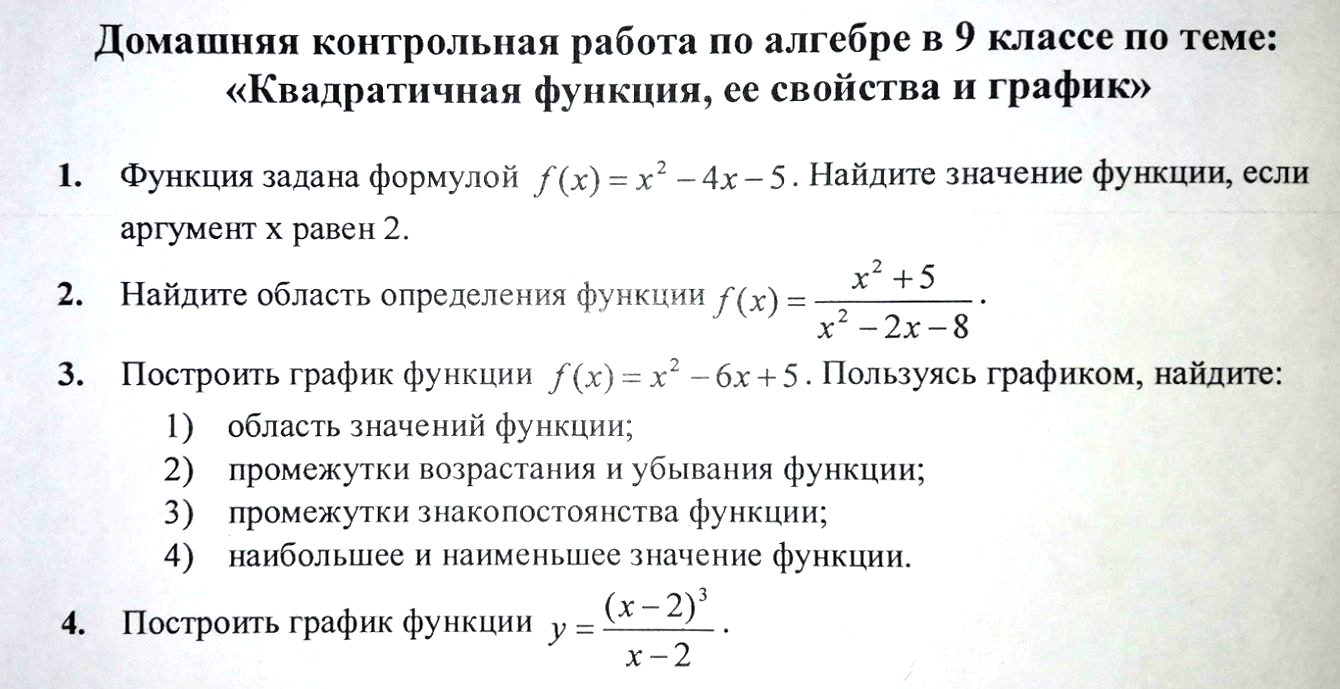 Домашняя контрольная работа по алгебре в 9 классе по теме:
«Квадратичная функция, ее свойства и график»
1. Функция задана формулой f(x) = x² − 4x − 5. Найдите значение функции, если
аргумент x равен 2.
2. Найдите область определения функции f(x) = (x² + 5)/(x² − 2x − 8).
3. Построить график функции f(x) = x² − 6x + 5. Пользуясь графиком, найдите:
1) область значений функции;
2) промежутки возрастания и убывания функции;
3) промежутки знакопостоянства функции;
4) наибольшее и наименьшее значение функции.
4. Построить график функции y = (x − 2)³/(x − 2).